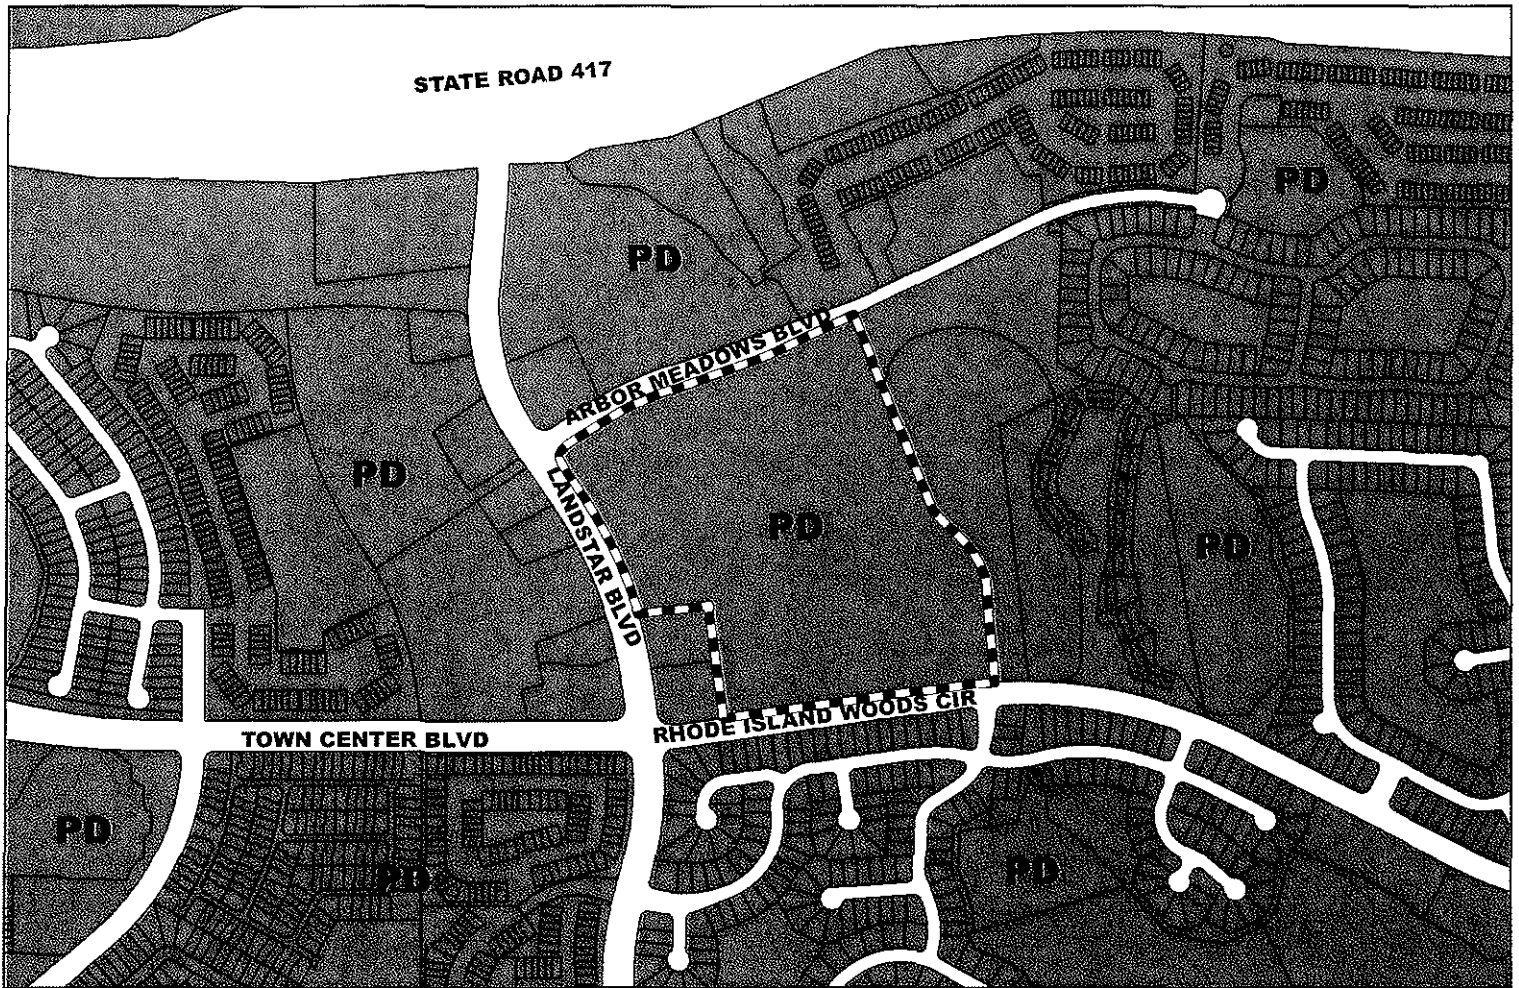 STATE ROAD 417
PD
PD
ARBOR MEADOWS BLVD
PD
LANDSTAR BLVD
PD
PD
RHODE ISLAND WOODS CIR
TOWN CENTER BLVD
PD
PD
PD